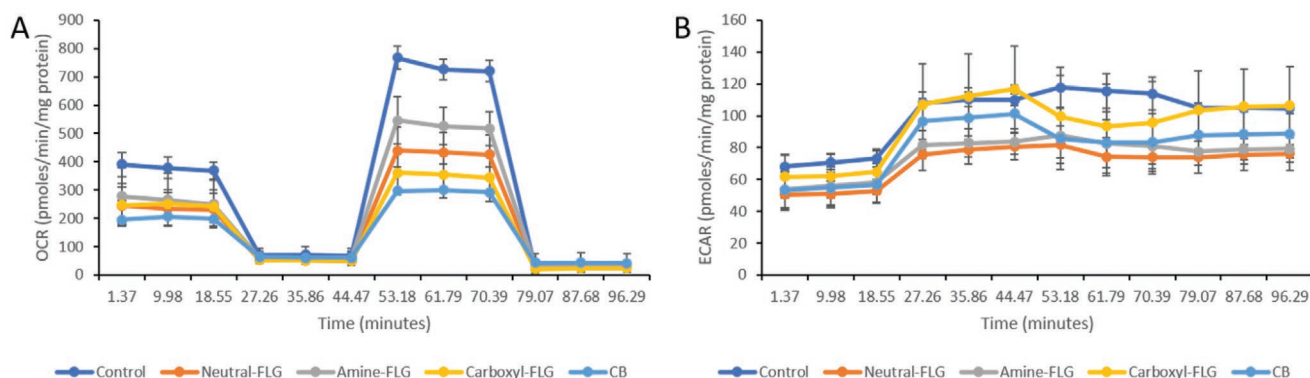 A
OCR (pmoles/min/mg protein)
900
800
700
600
500
400
300
200
100
0
1.37 9.98 18.55 27.26 35.86 44.47 53.18 61.79 70.39 79.07 87.68 96.29
Time (minutes)
Control Neutral-FLG Amine-FLG Carboxyl-FLG CB
B
ECAR (pmoles/min/mg protein)
160
140
120
100
80
60
40
20
0
1.37 9.98 18.55 27.26 35.86 44.47 53.18 61.79 70.39 79.07 87.68 96.29
Time (minutes)
Control Neutral-FLG Amine-FLG Carboxyl-FLG CB